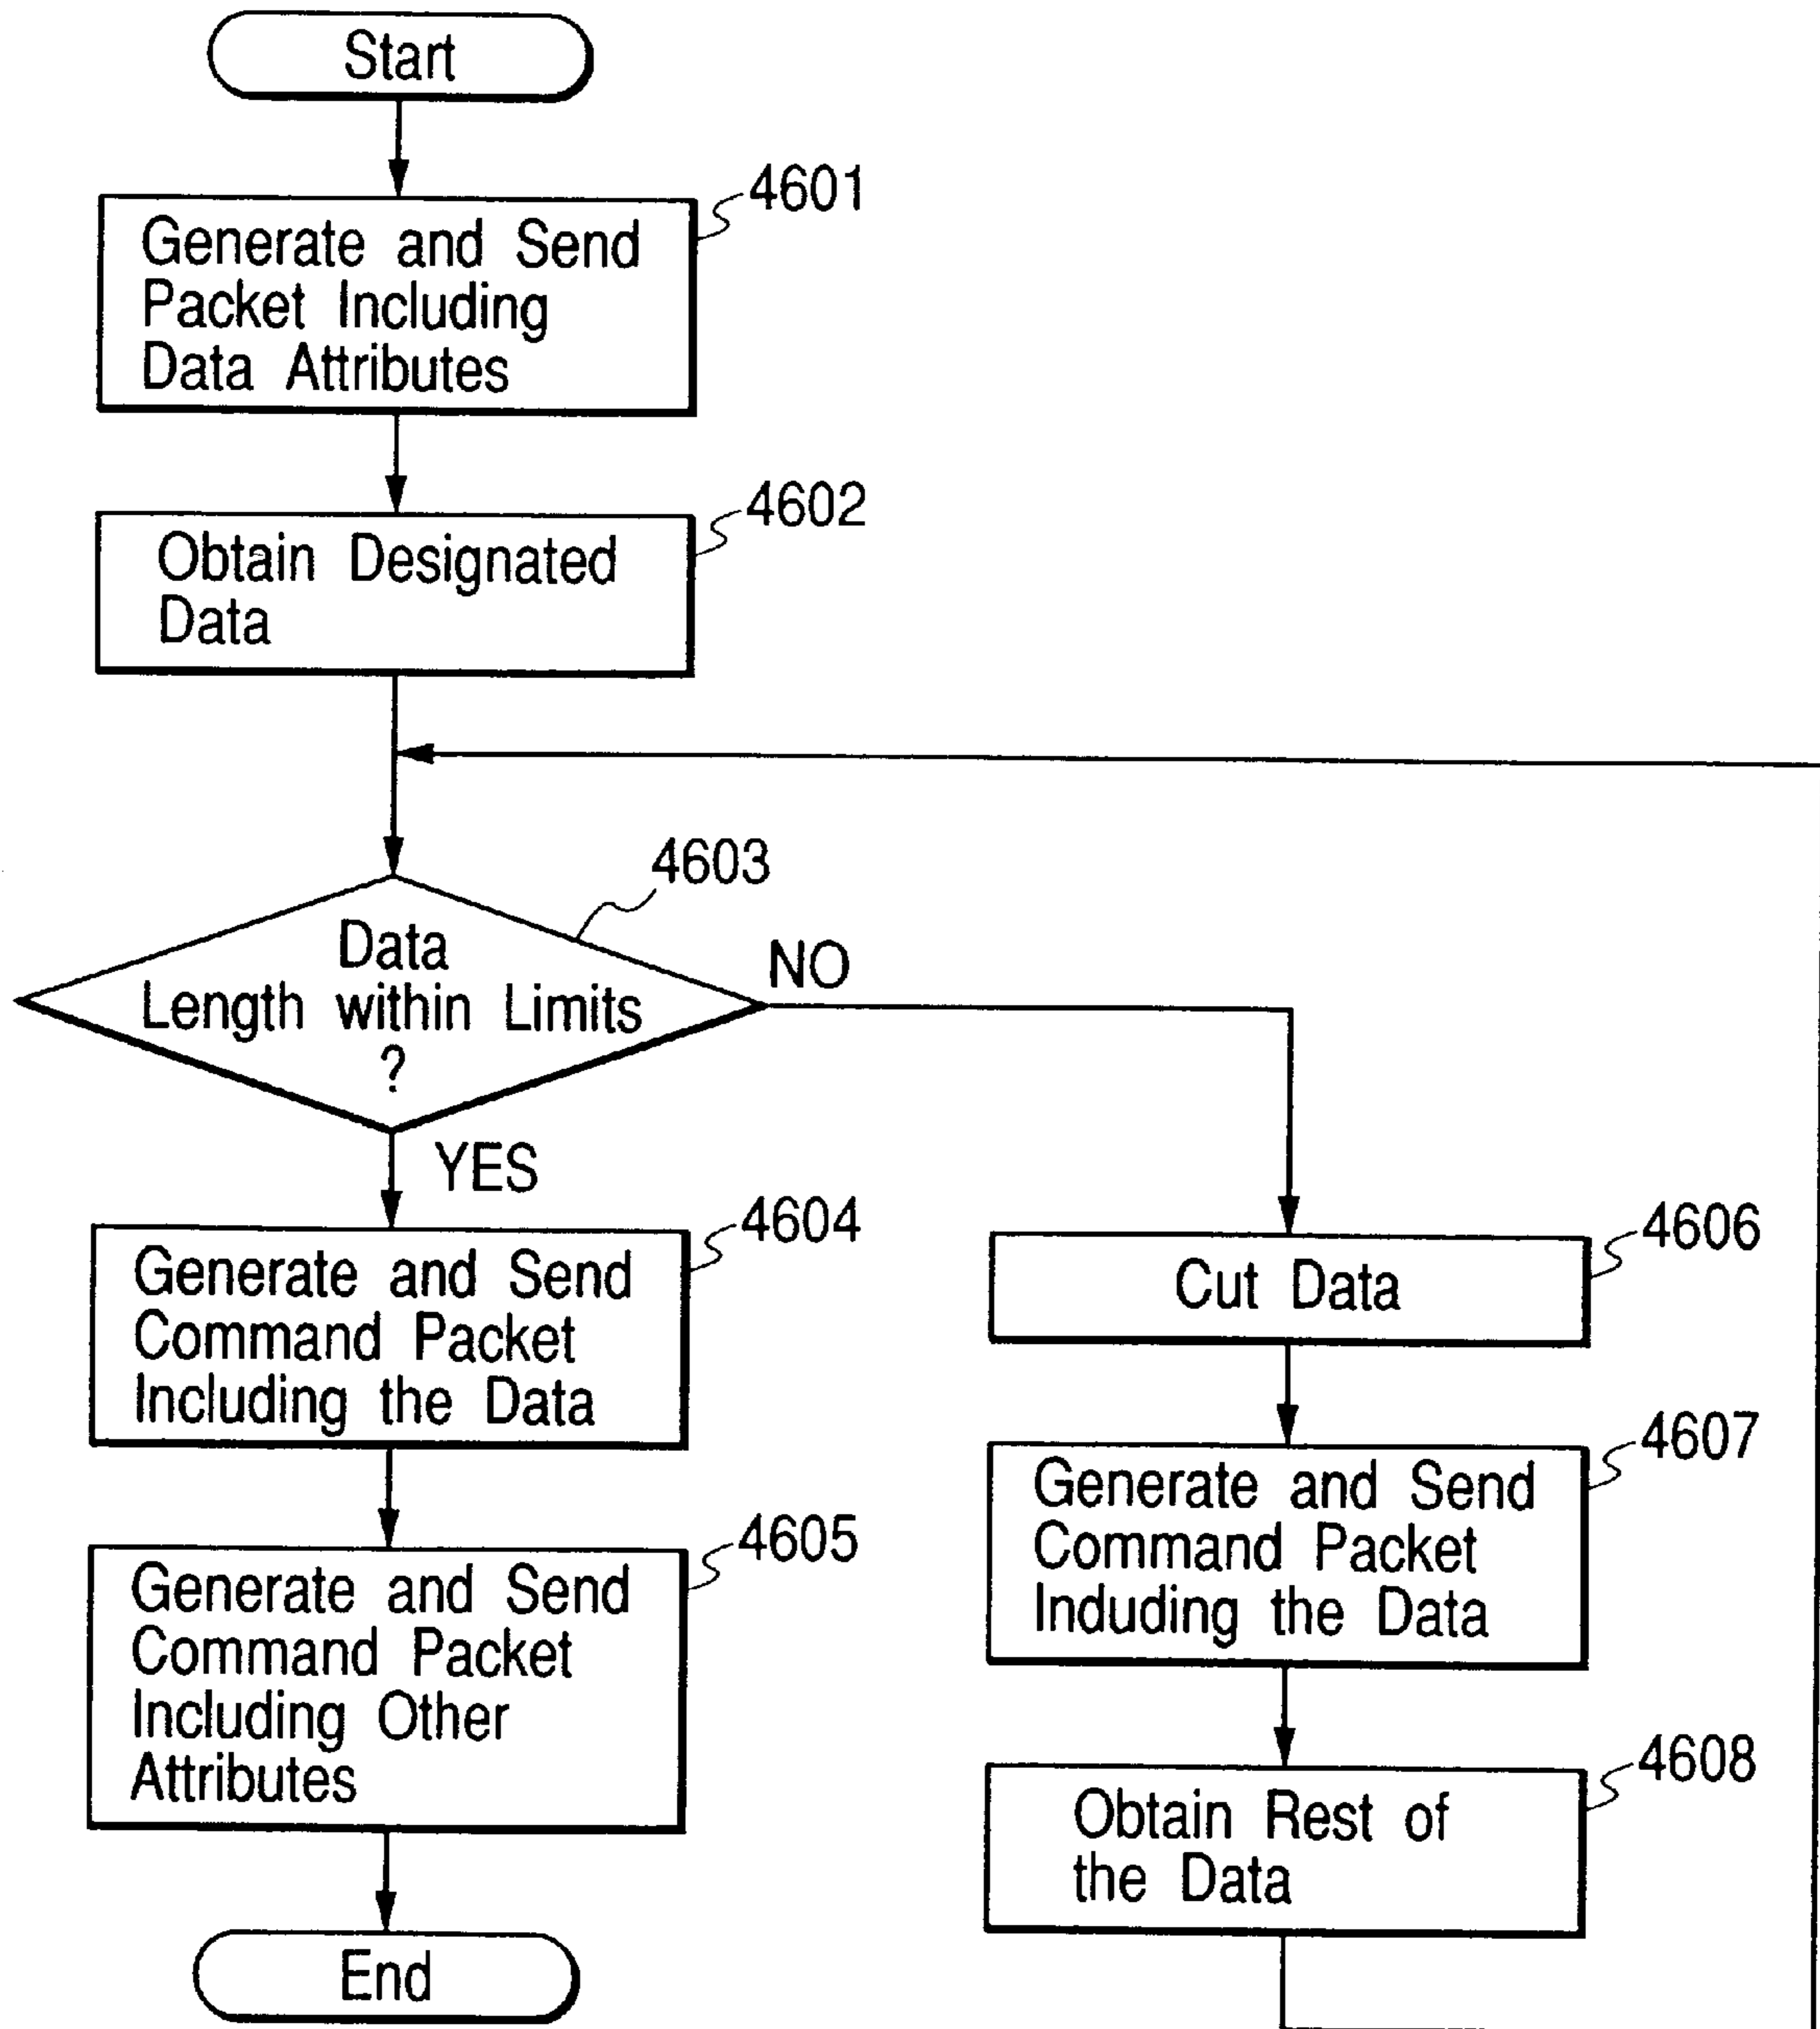 Start
4601
Generate and Send
Packet Including
Data Attributes
4602
Obtain Designated
Data
4603
Data
Length within Limits
?
NO
YES
4604
Generate and Send
Command Packet
Including the Data
4605
Generate and Send
Command Packet
Including Other
Attributes
End
4606
Cut Data
4607
Generate and Send
Command Packet
Induding the Data
4608
Obtain Rest of
the Data